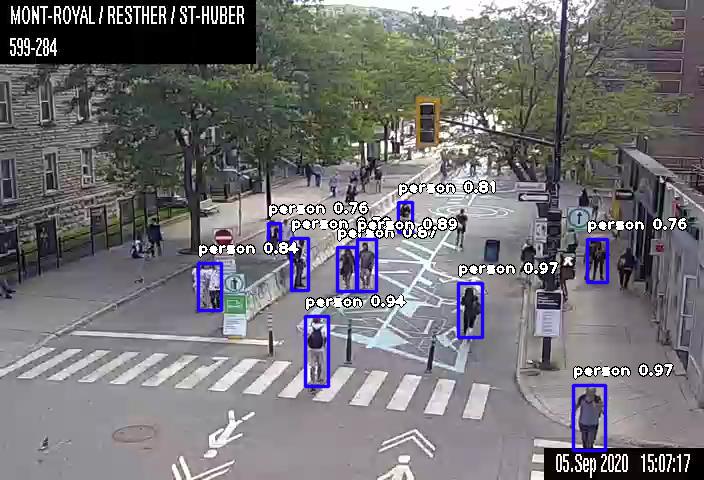 MONT-ROYAL / RESTHER / ST-HUBER
599-284
person 0.81
person 0.76
person 0.89
person 0.76
person 0.84
person 0.97
person 0.94
person 0.97
05.Sep 2020 15:07:17